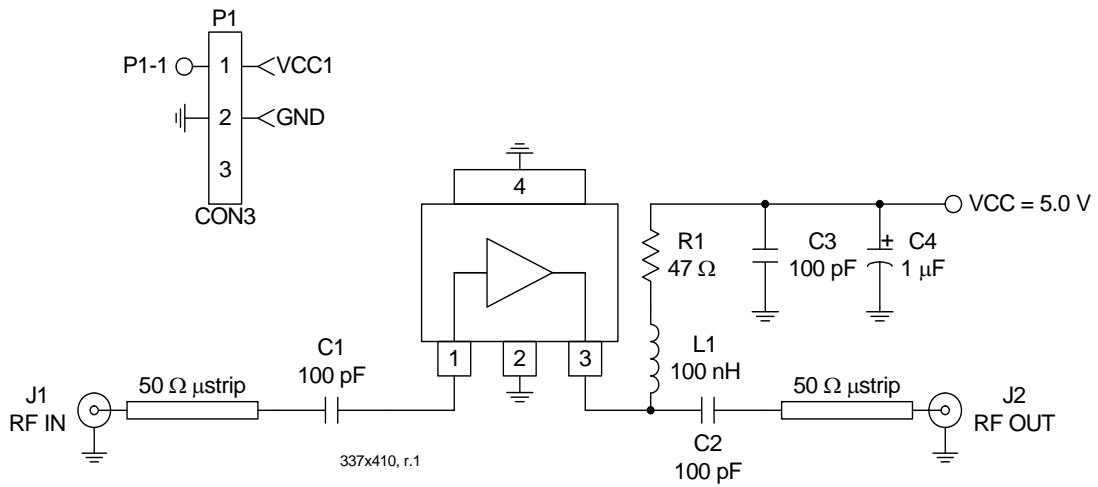 P1
P1-1
1
VCC1
2
GND
3
CON3
4
VCC = 5.0 V
R1
47 Ω
C3
100 pF
+
C4
1 μF
1
2
3
C1
100 pF
L1
100 nH
J1
RF IN
50 Ω μstrip
50 Ω μstrip
J2
RF OUT
C2
100 pF
337x410, r.1